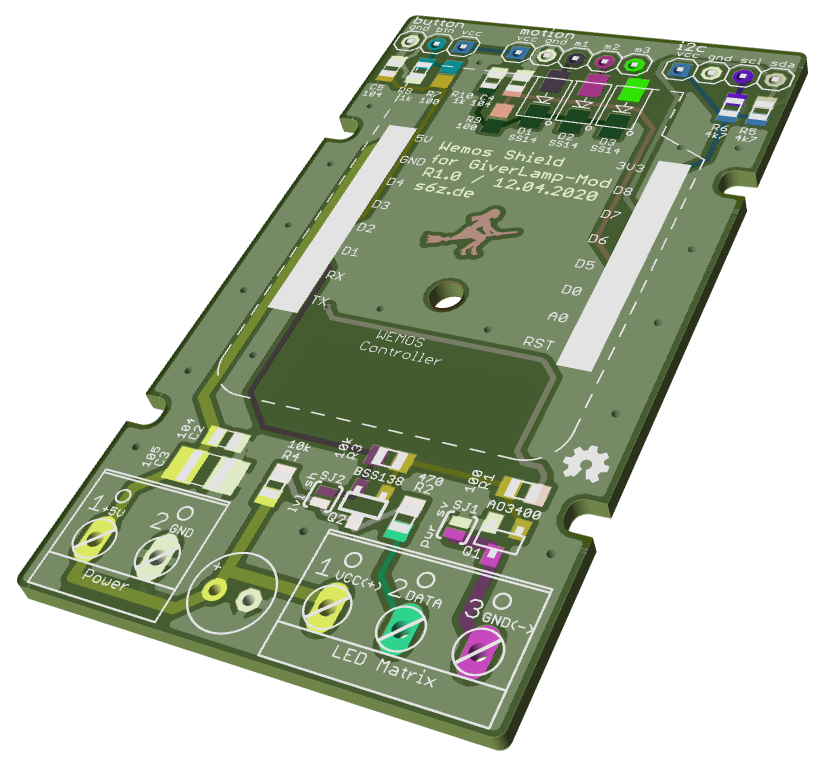 button
gnd bin vcc
motion
vcc gnd m1 m2 m3
i2c
vcc gnd scl sda
C5
104
R8
1k
R7
100
R10
1k
C4
104
R9
100
D1
SS14
D2
SS14
D3
SS14
R6
4k7
R5
4k7
Wemos Shield
for GiverLamp-Mod
R1.0 / 12.04.2020
s6z.de
5V
GND
D4
D3
D2
D1
RX
TX
3V3
D8
D7
D6
D5
D0
A0
RST
WEMOS
Controller
104
C2
105
C3
10k
R4
10k
R3
SJ2
BSS138
Q2
470
R2
100
R1
SJ1
5v
pwr
AO3400
Q1
1 +5V
2 GND
Power
+
1 VCC(+)
2 DATA
3 GND(-)
LED Matrix